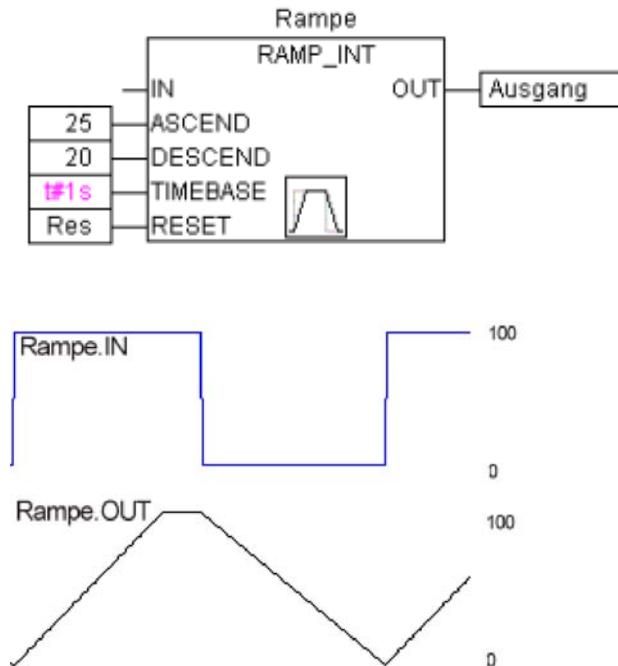 Rampe
RAMP_INT
IN OUT Ausgang
25 ASCEND
20 DESCEND
t#1s TIMEBASE
Res RESET
Rampe.IN 100
0
Rampe.OUT 100
0